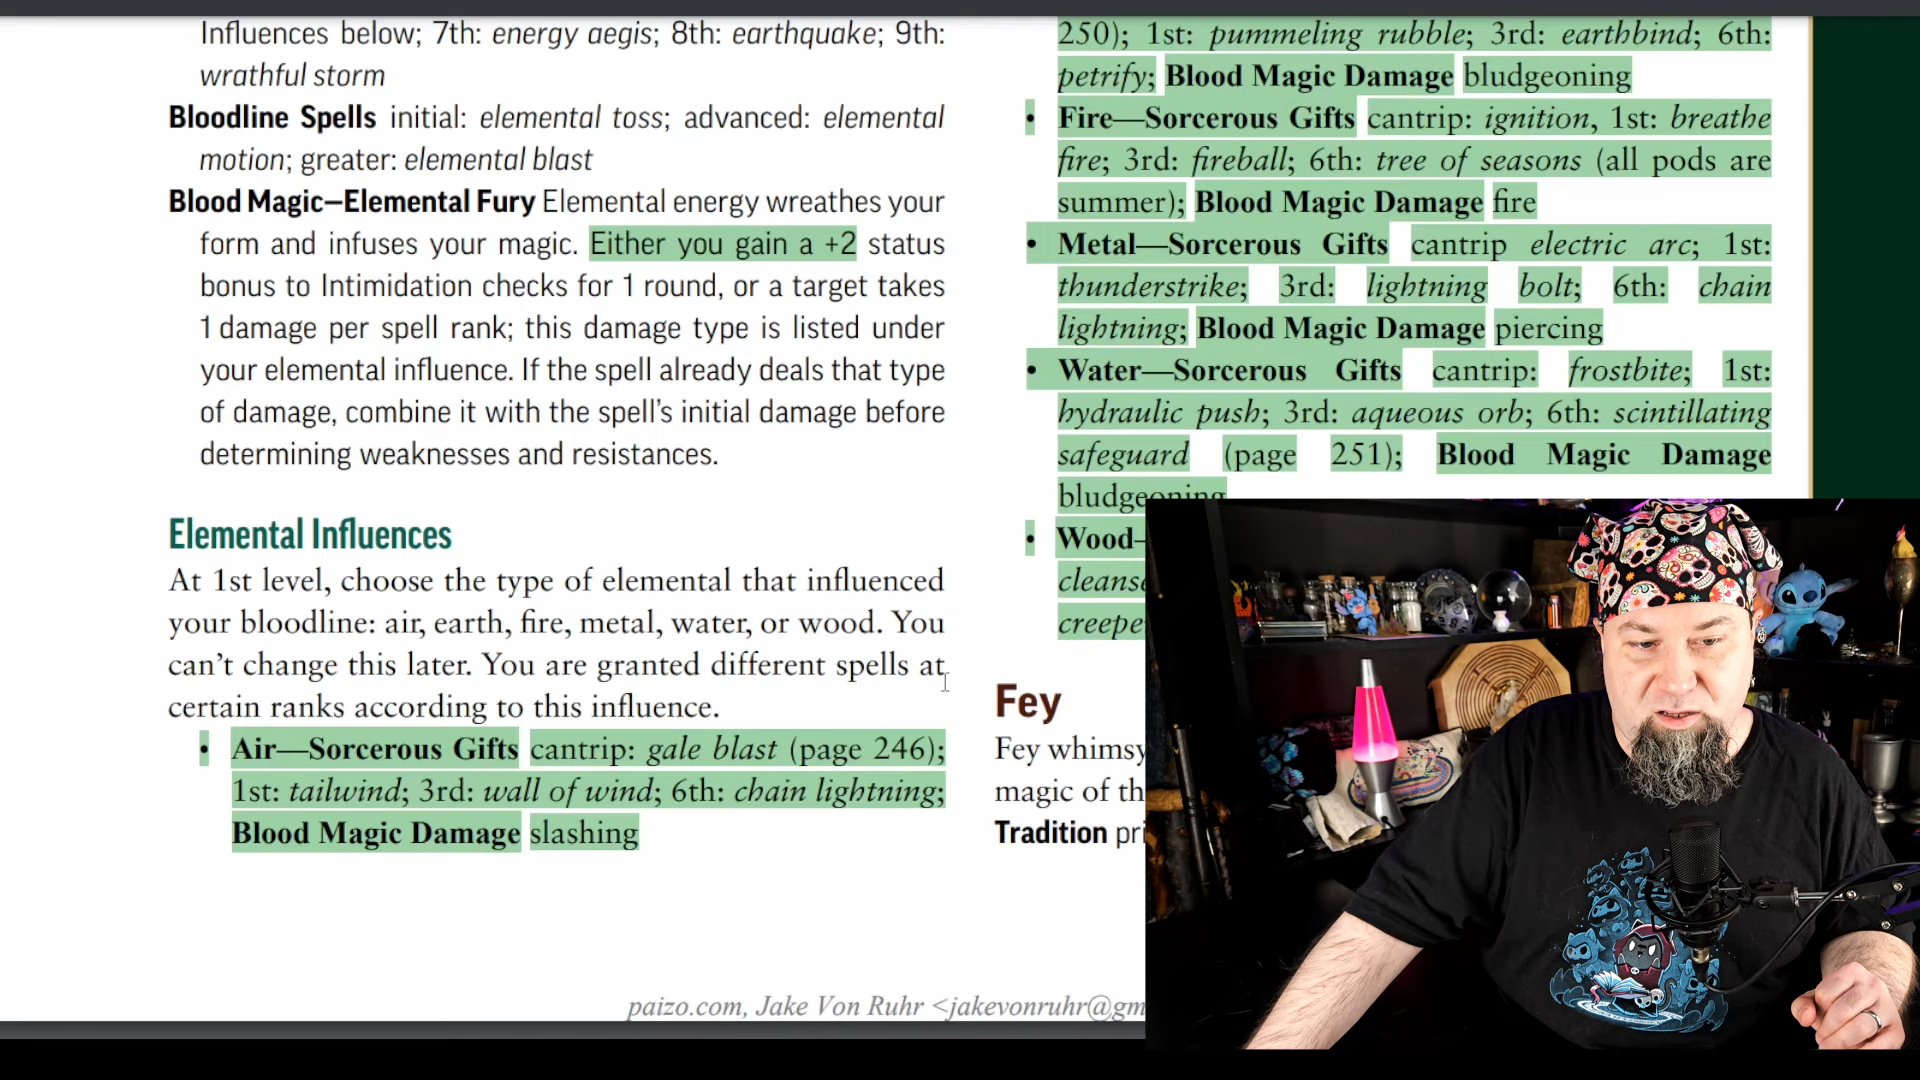 Influences below; 7th: energy aegis; 8th: earthquake; 9th:
wrathful storm
Bloodline Spells initial: elemental toss; advanced: elemental
motion; greater: elemental blast
Blood Magic—Elemental Fury Elemental energy wreathes your
form and infuses your magic. Either you gain a +2 status
bonus to Intimidation checks for 1 round, or a target takes
1 damage per spell rank; this damage type is listed under
your elemental influence. If the spell already deals that type
of damage, combine it with the spell's initial damage before
determining weaknesses and resistances.
Elemental Influences
At 1st level, choose the type of elemental that influenced
your bloodline: air, earth, fire, metal, water, or wood. You
can't change this later. You are granted different spells at
certain ranks according to this influence.
• Air—Sorcerous Gifts cantrip: gale blast (page 246);
1st: tailwind; 3rd: wall of wind; 6th: chain lightning;
Blood Magic Damage slashing
250); 1st: pummeling rubble; 3rd: earthbind; 6th:
petrify; Blood Magic Damage bludgeoning
• Fire—Sorcerous Gifts cantrip: ignition, 1st: breathe
fire; 3rd: fireball; 6th: tree of seasons (all pods are
summer); Blood Magic Damage fire
• Metal—Sorcerous Gifts cantrip electric arc; 1st:
thunderstrike; 3rd: lightning bolt; 6th: chain
lightning; Blood Magic Damage piercing
• Water—Sorcerous Gifts cantrip: frostbite; 1st:
hydraulic push; 3rd: aqueous orb; 6th: scintillating
safeguard (page 251); Blood Magic Damage
bludgeoning
• Wood—
cleanse
creepe
Fey
Fey whimsy
magic of th
Tradition pri
paizo.com, Jake Von Ruhr <jakevonruhr@gm